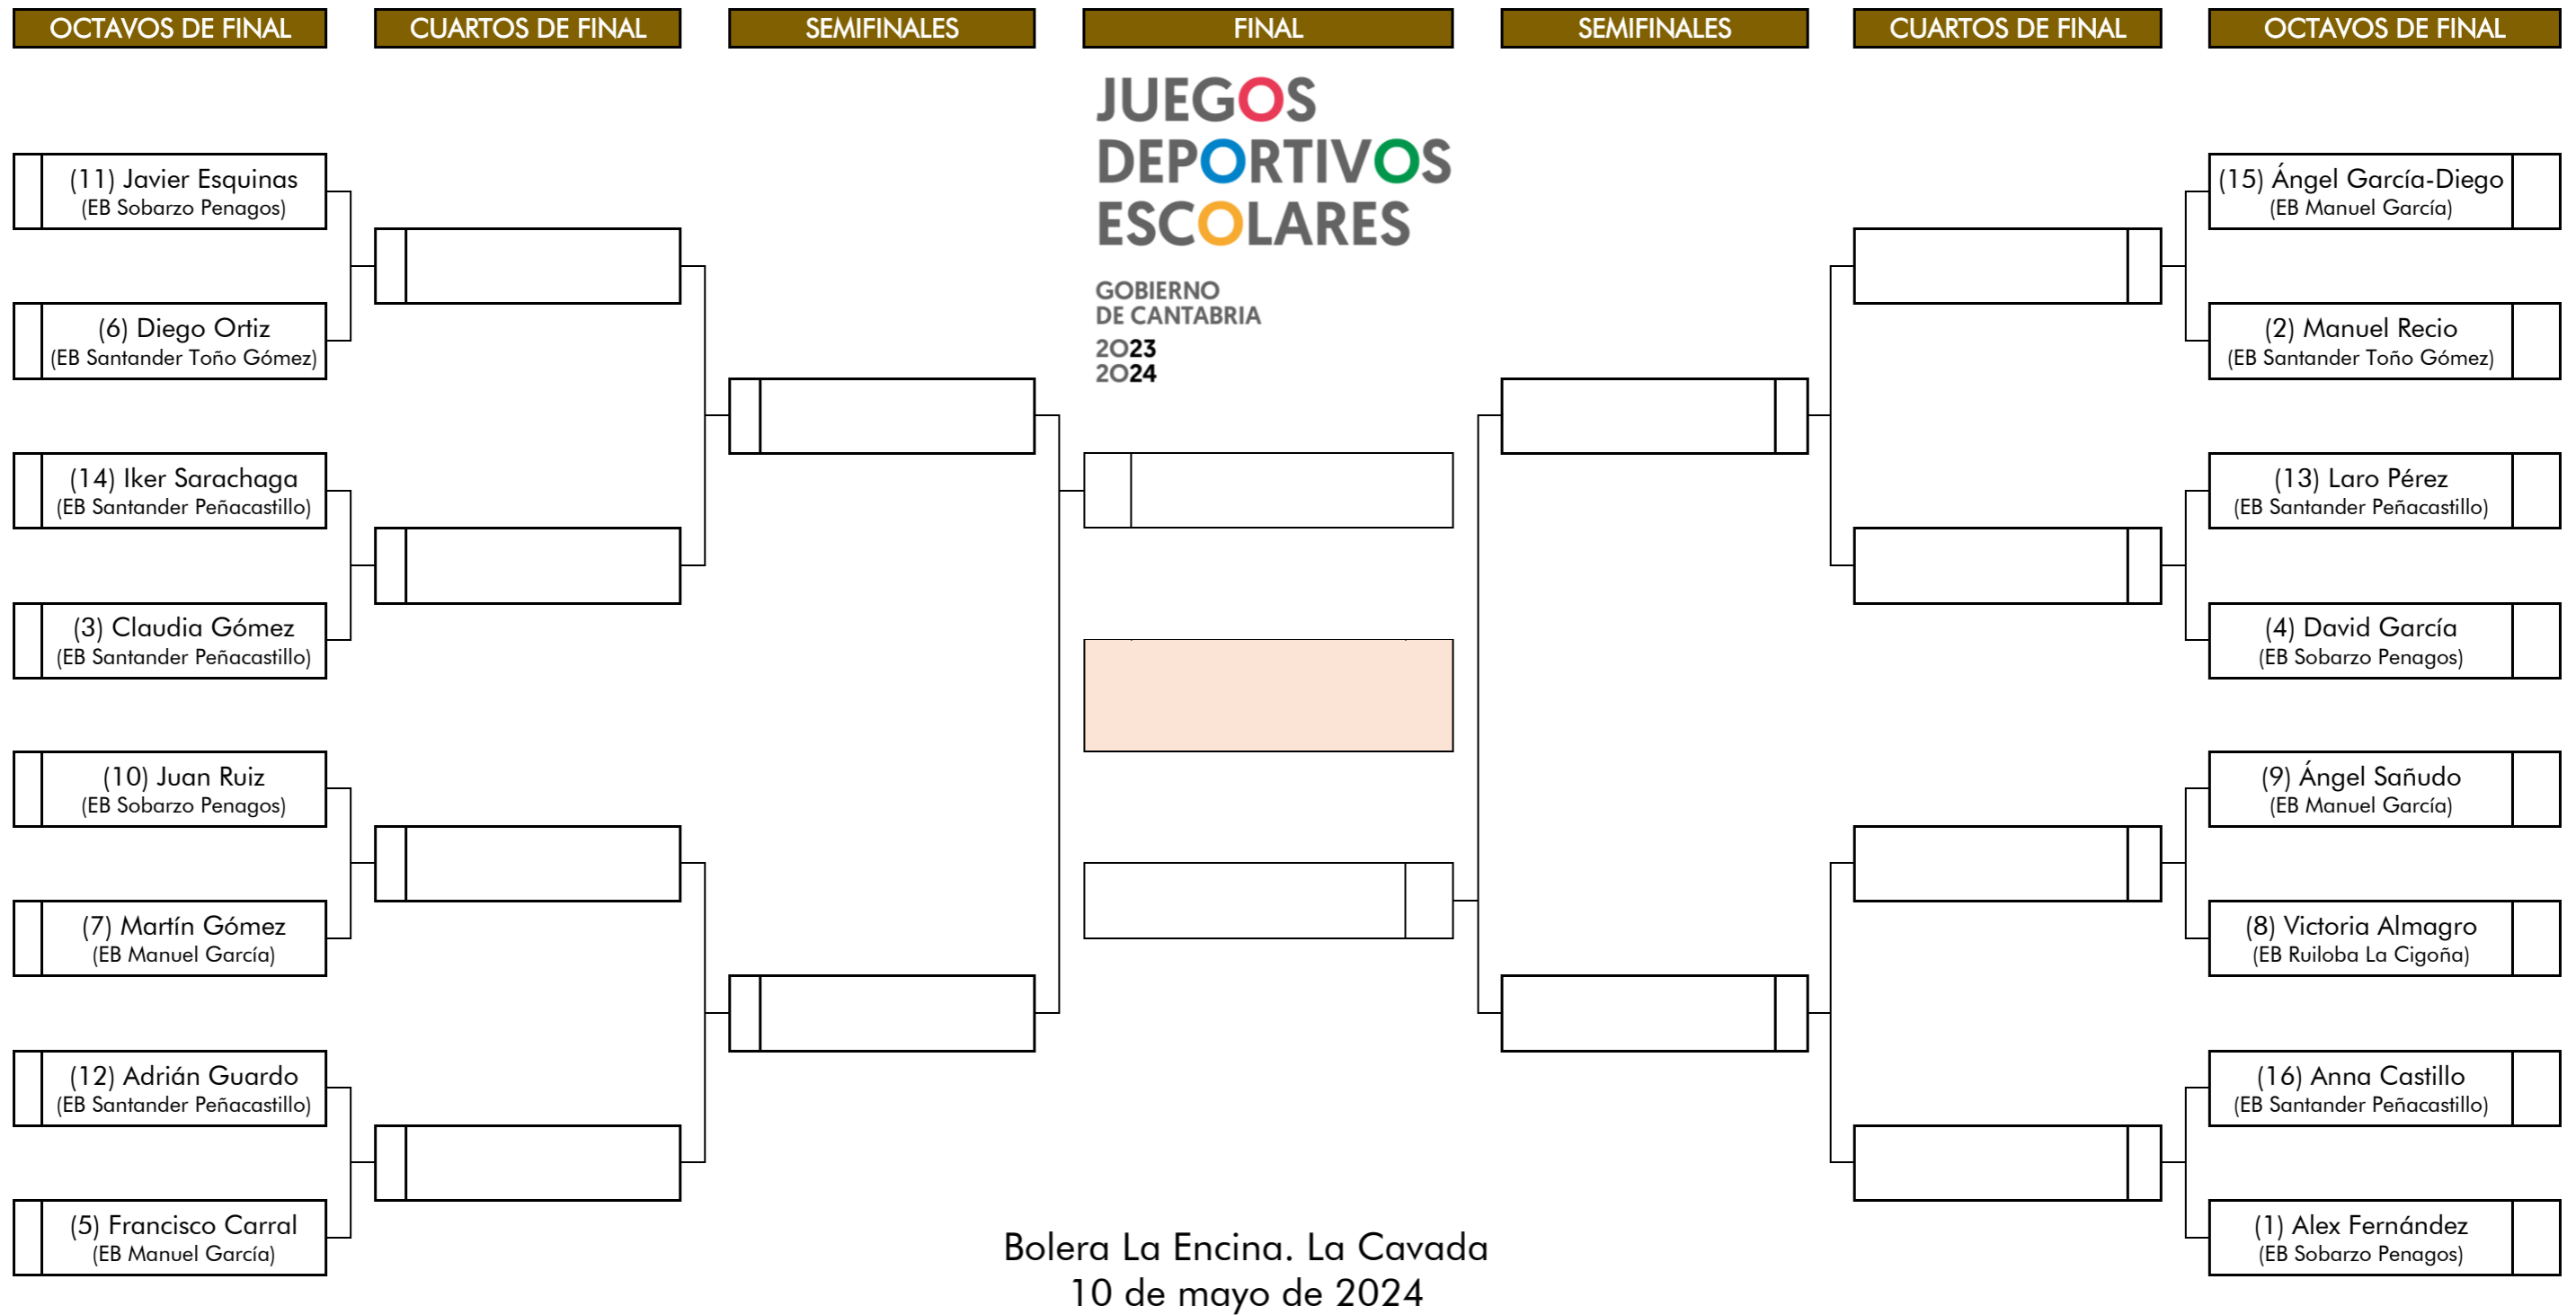 OCTAVOS DE FINAL
CUARTOS DE FINAL
SEMIFINALES
FINAL
SEMIFINALES
CUARTOS DE FINAL
OCTAVOS DE FINAL
JUEGOS
DEPORTIVOS
ESCOLARES
GOBIERNO
DE CANTABRIA
2023
2024
(11) Javier Esquinas
(EB Sobarzo Penagos)
(6) Diego Ortiz
(EB Santander Toño Gómez)
(14) Iker Sarachaga
(EB Santander Peñacastillo)
(3) Claudia Gómez
(EB Santander Peñacastillo)
(10) Juan Ruiz
(EB Sobarzo Penagos)
(7) Martín Gómez
(EB Manuel García)
(12) Adrián Guardo
(EB Santander Peñacastillo)
(5) Francisco Carral
(EB Manuel García)
(15) Ángel García-Diego
(EB Manuel García)
(2) Manuel Recio
(EB Santander Toño Gómez)
(13) Laro Pérez
(EB Santander Peñacastillo)
(4) David García
(EB Sobarzo Penagos)
(9) Ángel Sañudo
(EB Manuel García)
(8) Victoria Almagro
(EB Ruiloba La Cigoña)
(16) Anna Castillo
(EB Santander Peñacastillo)
(1) Alex Fernández
(EB Sobarzo Penagos)
Bolera La Encina. La Cavada
10 de mayo de 2024